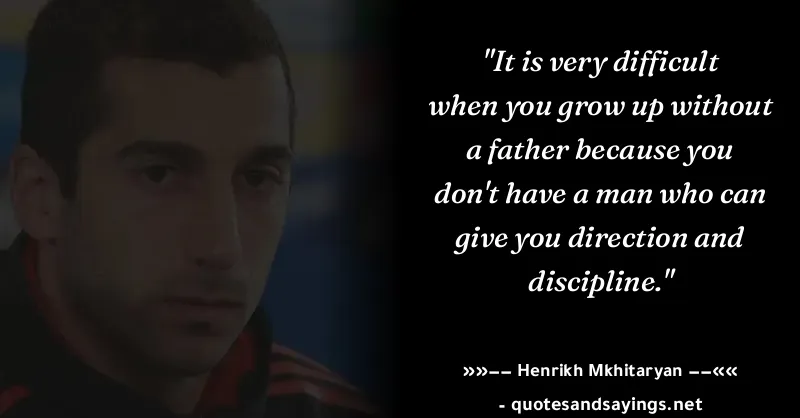 "It is very difficult
when you grow up without
a father because you
don't have a man who can
give you direction and
discipline."
»»−− Henrikh Mkhitaryan −−««
- quotesandsayings.net